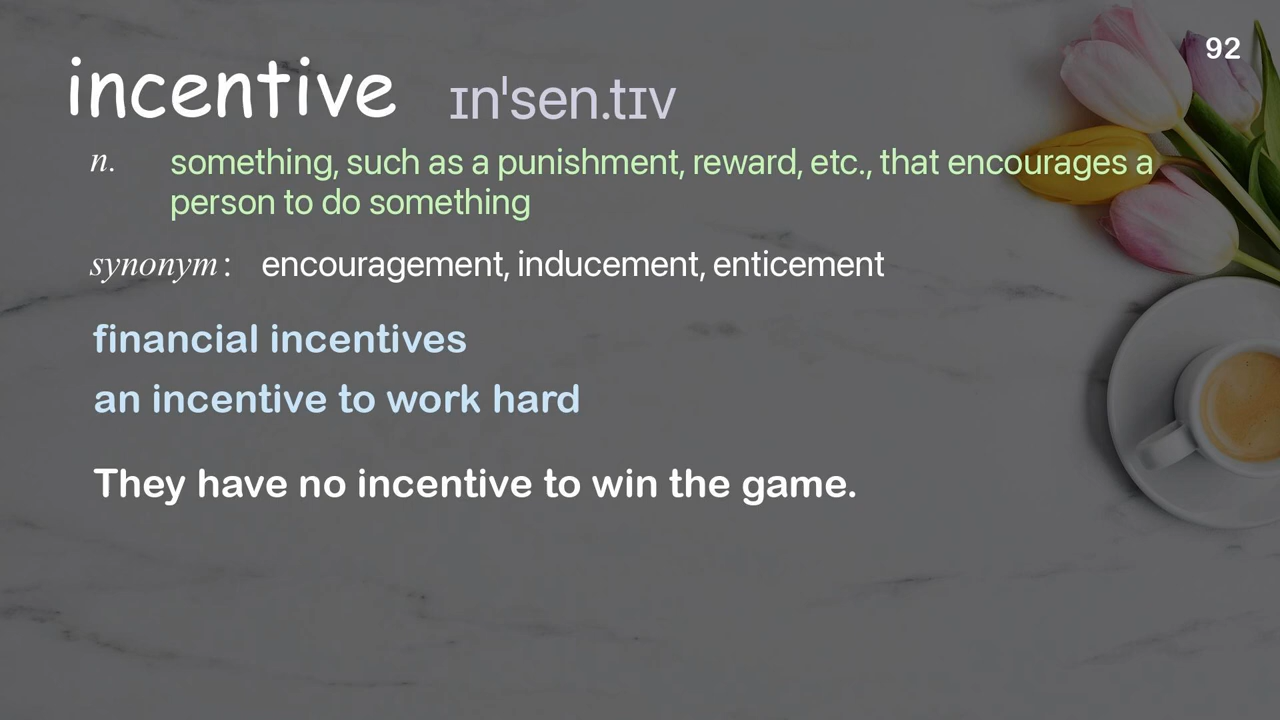 92
incentive ɪnˈsen.tɪv
n. something, such as a punishment, reward, etc., that encourages a
person to do something
synonym: encouragement, inducement, enticement
financial incentives
an incentive to work hard
They have no incentive to win the game.